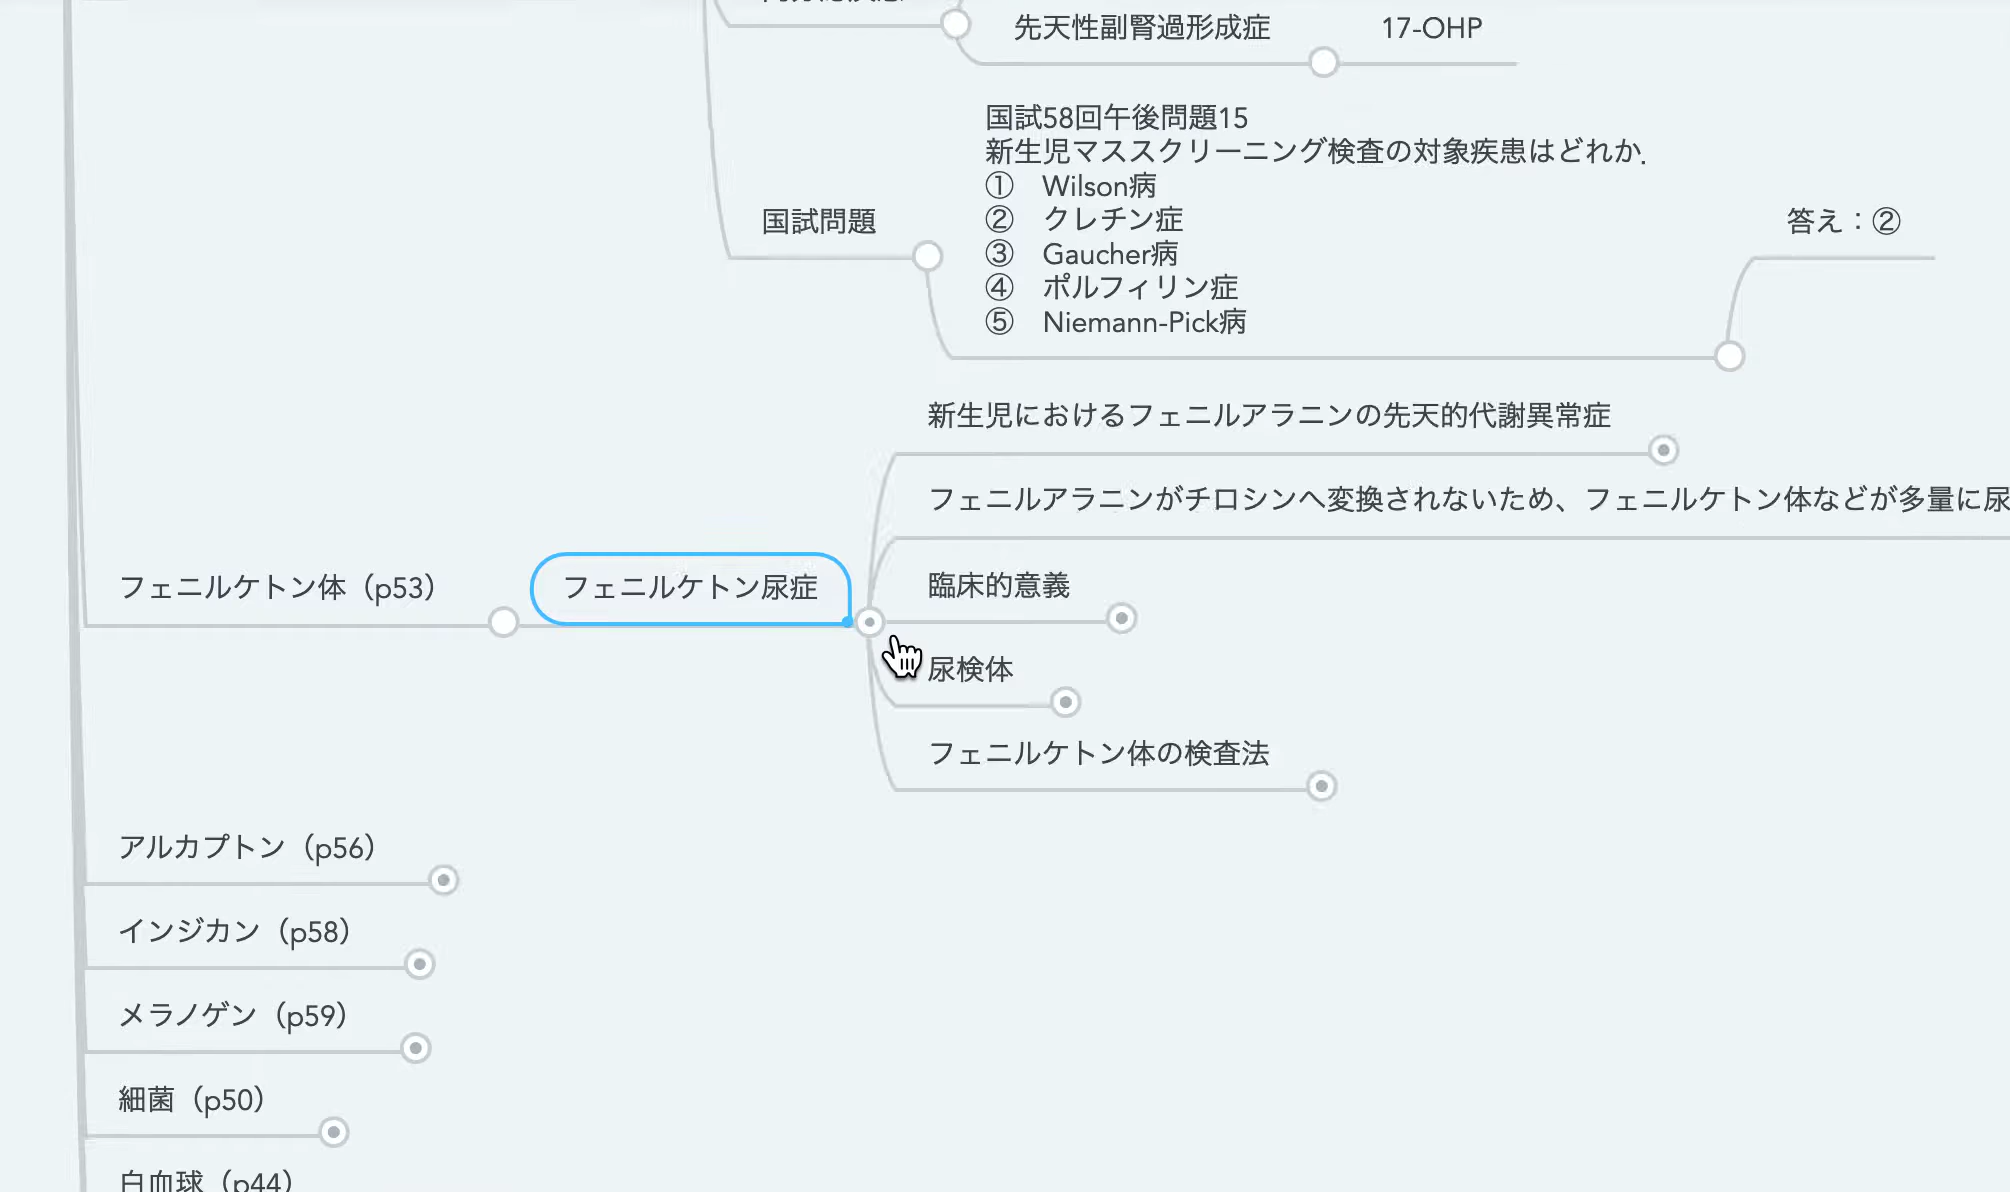 先天性副腎過形成症
17-OHP
国試問題
国試58回午後問題15
新生児マススクリーニング検査の対象疾患はどれか.
①　Wilson病
②　クレチン症
③　Gaucher病
④　ポルフィリン症
⑤　Niemann-Pick病
答え：②
フェニルケトン体（p53）
フェニルケトン尿症
新生児におけるフェニルアラニンの先天的代謝異常症
フェニルアラニンがチロシンへ変換されないため、フェニルケトン体などが多量に尿
臨床的意義
尿検体
フェニルケトン体の検査法
アルカプトン（p56）
インジカン（p58）
メラノゲン（p59）
細菌（p50）
白血球（p44）